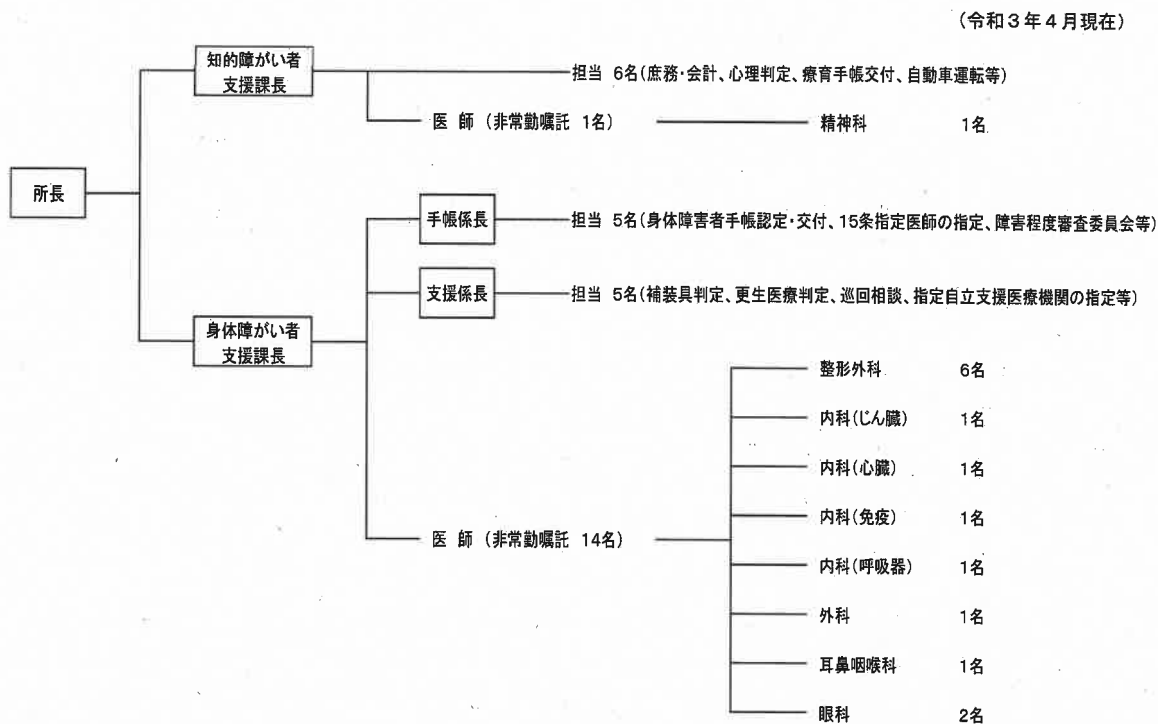 （令和３年４月現在）
知的障がい者
支援課長
担当 6名(庶務・会計、心理判定、療育手帳交付、自動車運転等)
医 師 (非常勤嘱託 1名)
精神科 1名
所長
手帳係長
担当 5名(身体障害者手帳認定・交付、15条指定医師の指定、障害程度審査委員会等)
支援係長
担当 5名(補装具判定、更生医療判定、巡回相談、指定自立支援医療機関の指定等)
身体障がい者
支援課長
整形外科 6名
内科(じん臓) 1名
内科(心臓) 1名
内科(免疫) 1名
医 師 (非常勤嘱託 14名)
内科(呼吸器) 1名
外科 1名
耳鼻咽喉科 1名
眼科 2名